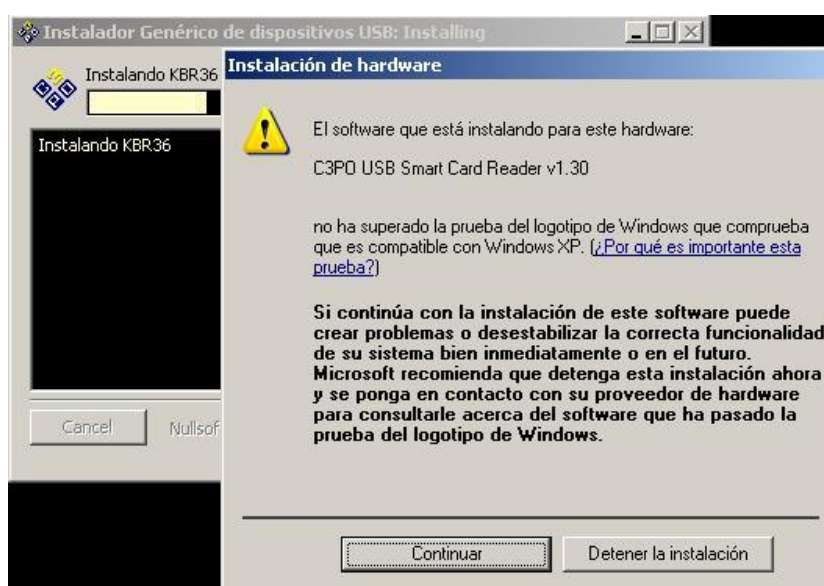 Instalador Genérico de dispositivos USB: Installing
Instalando KBR36
Instalando KBR36
Cancel
Nullsof
Instalación de hardware
El software que está instalando para este hardware:
C3PO USB Smart Card Reader v1.30
no ha superado la prueba del logotipo de Windows que comprueba
que es compatible con Windows XP. (¿Por qué es importante esta
prueba?)
Si continúa con la instalación de este software puede
crear problemas o desestabilizar la correcta funcionalidad
de su sistema bien inmediatamente o en el futuro.
Microsoft recomienda que detenga esta instalación ahora
y se ponga en contacto con su proveedor de hardware
para consultarle acerca del software que ha pasado la
prueba del logotipo de Windows.
Continuar
Detener la instalación